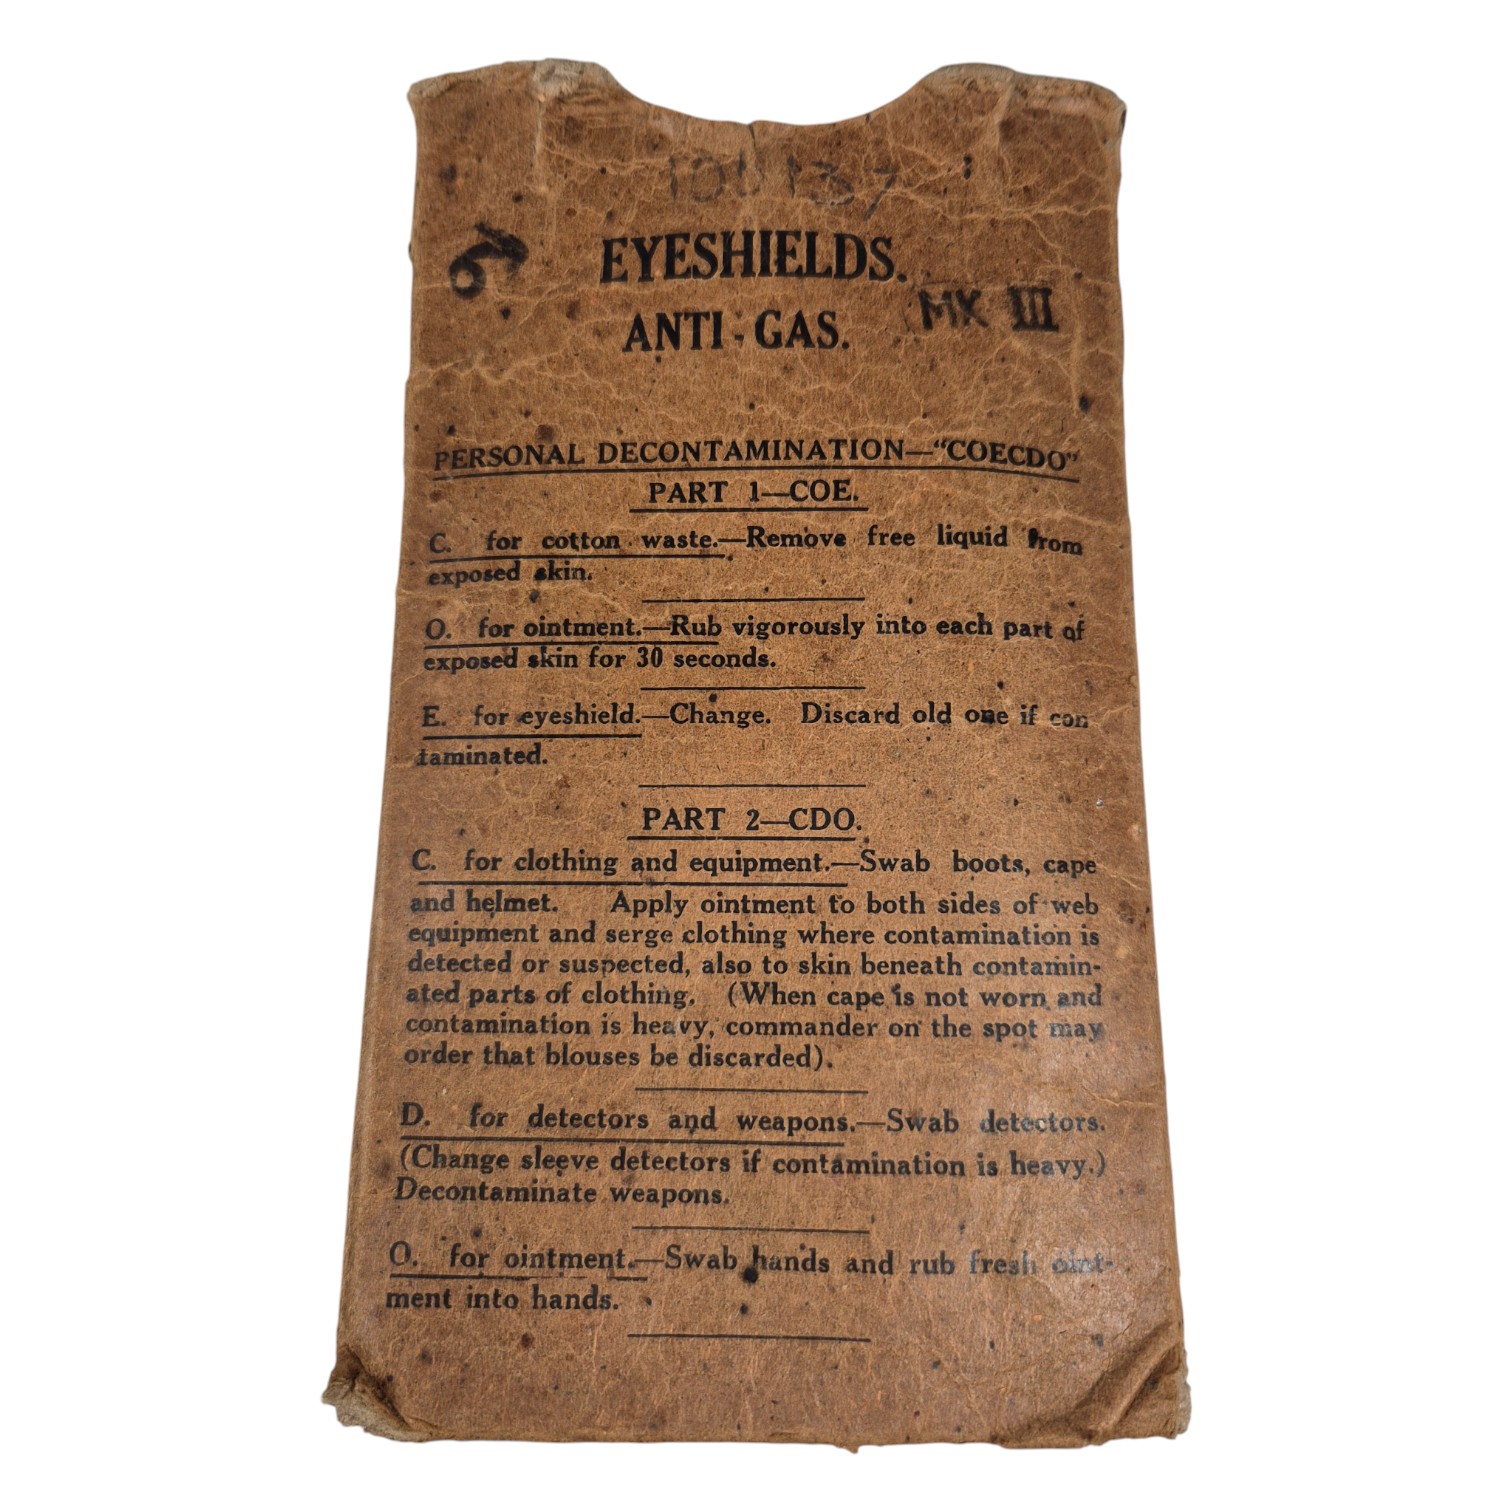 EYESHIELDS.
MK III
ANTI-GAS.
PERSONAL DECONTAMINATION—"COECDO"
PART 1—COE.
C. for cotton waste.—Remove free liquid from
exposed skin.
O. for ointment.—Rub vigorously into each part of
exposed skin for 30 seconds.
E. for eyeshield.—Change. Discard old one if con
taminated.
PART 2—CDO.
C. for clothing and equipment.—Swab boots, cape
and helmet. Apply ointment to both sides of web
equipment and serge clothing where contamination is
detected or suspected, also to skin beneath contamin-
ated parts of clothing. (When cape is not worn and
contamination is heavy, commander on the spot may
order that blouses be discarded).
D. for detectors and weapons.—Swab detectors.
(Change sleeve detectors if contamination is heavy.)
Decontaminate weapons.
O. for ointment.—Swab hands and rub fresh oint-
ment into hands.